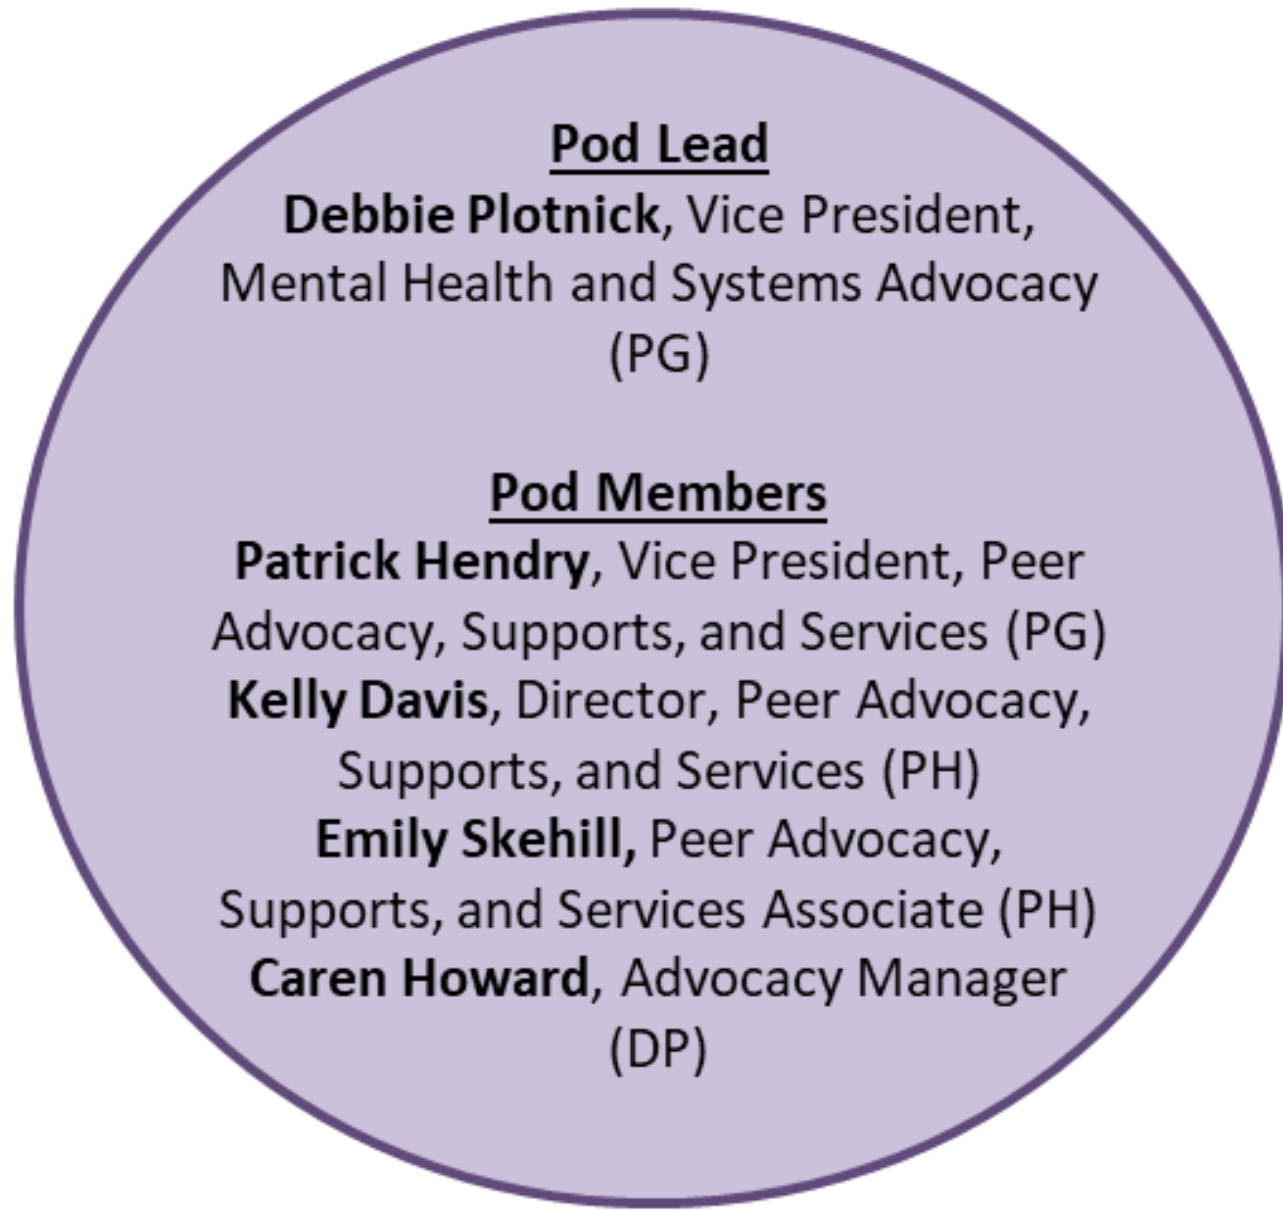 Pod Lead
Debbie Plotnick, Vice President,
Mental Health and Systems Advocacy
(PG)
Pod Members
Patrick Hendry, Vice President, Peer
Advocacy, Supports, and Services (PG)
Kelly Davis, Director, Peer Advocacy,
Supports, and Services (PH)
Emily Skehill, Peer Advocacy,
Supports, and Services Associate (PH)
Caren Howard, Advocacy Manager
(DP)